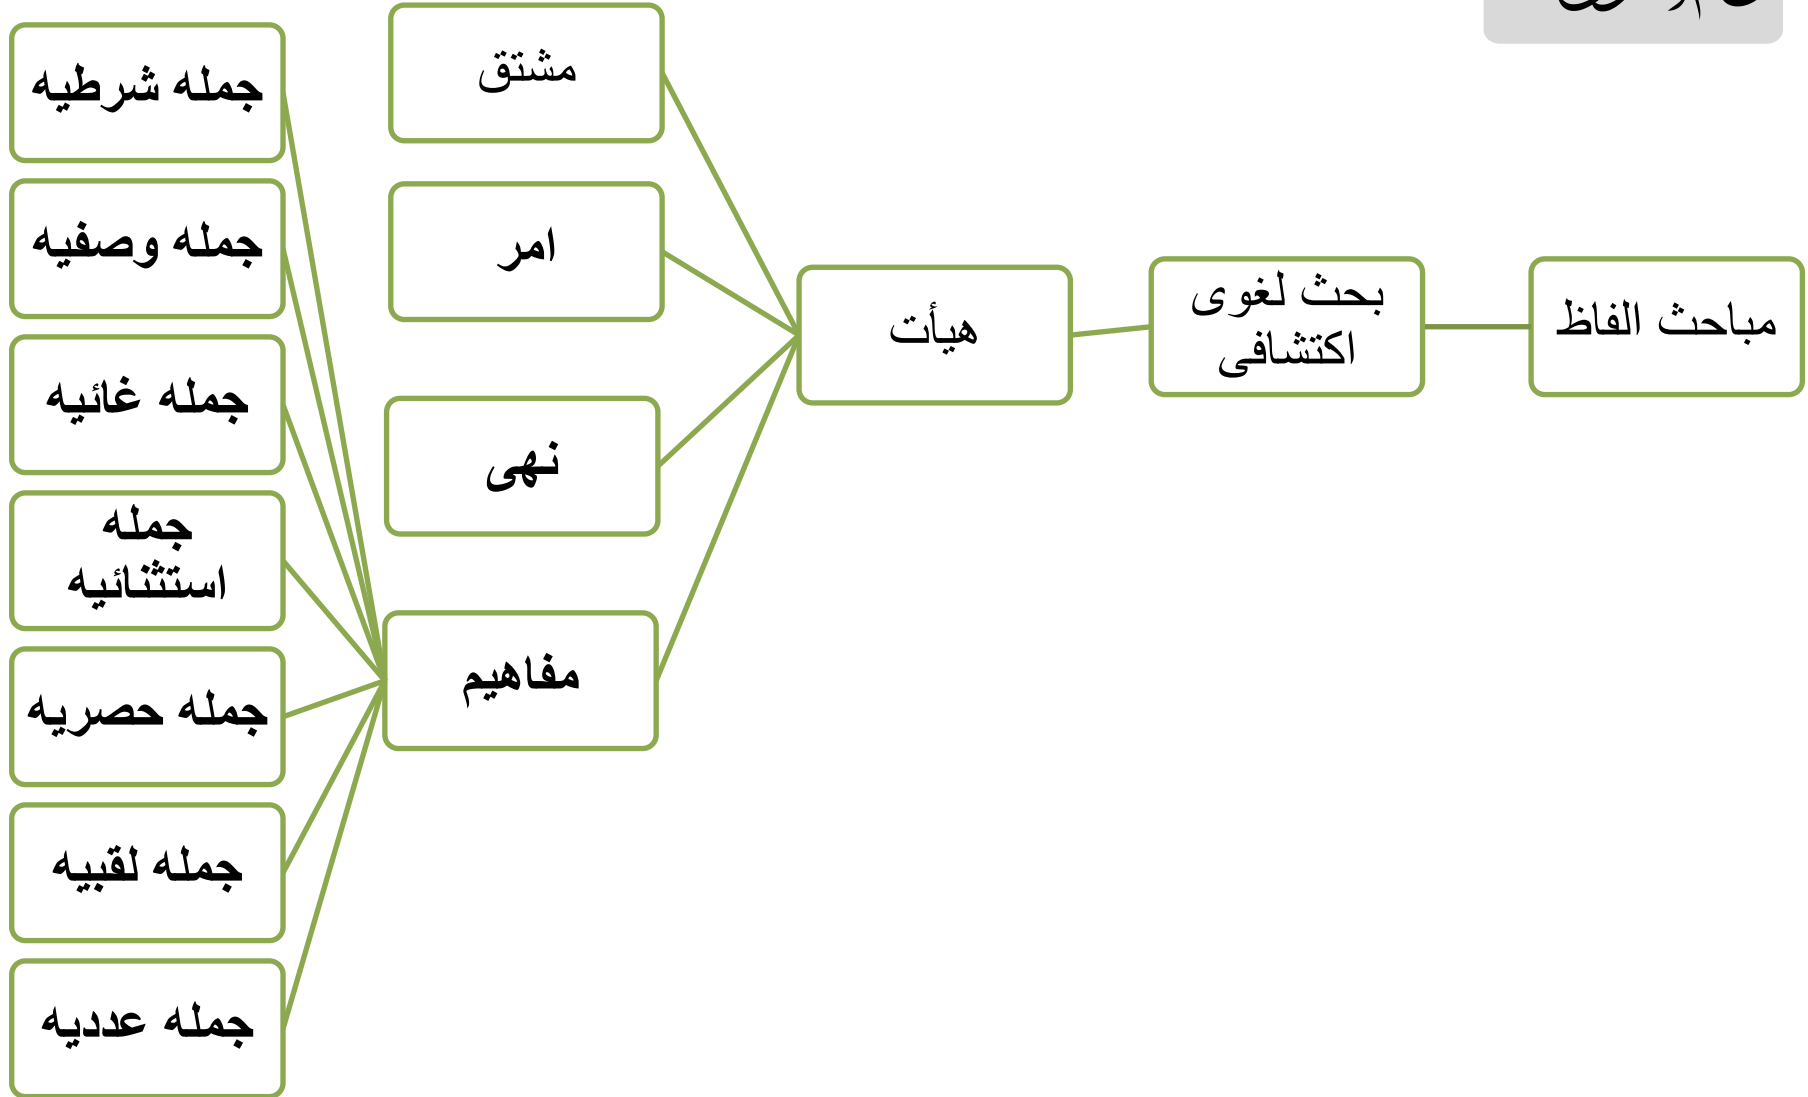 مباحث الفاظ
بحث لغوی
اکتشافی
هیأت
مشتق
امر
نهی
مفاهیم
جمله شرطیه
جمله وصفیه
جمله غائیه
جمله
استثنائیه
جمله حصریه
جمله لقبیه
جمله عددیه